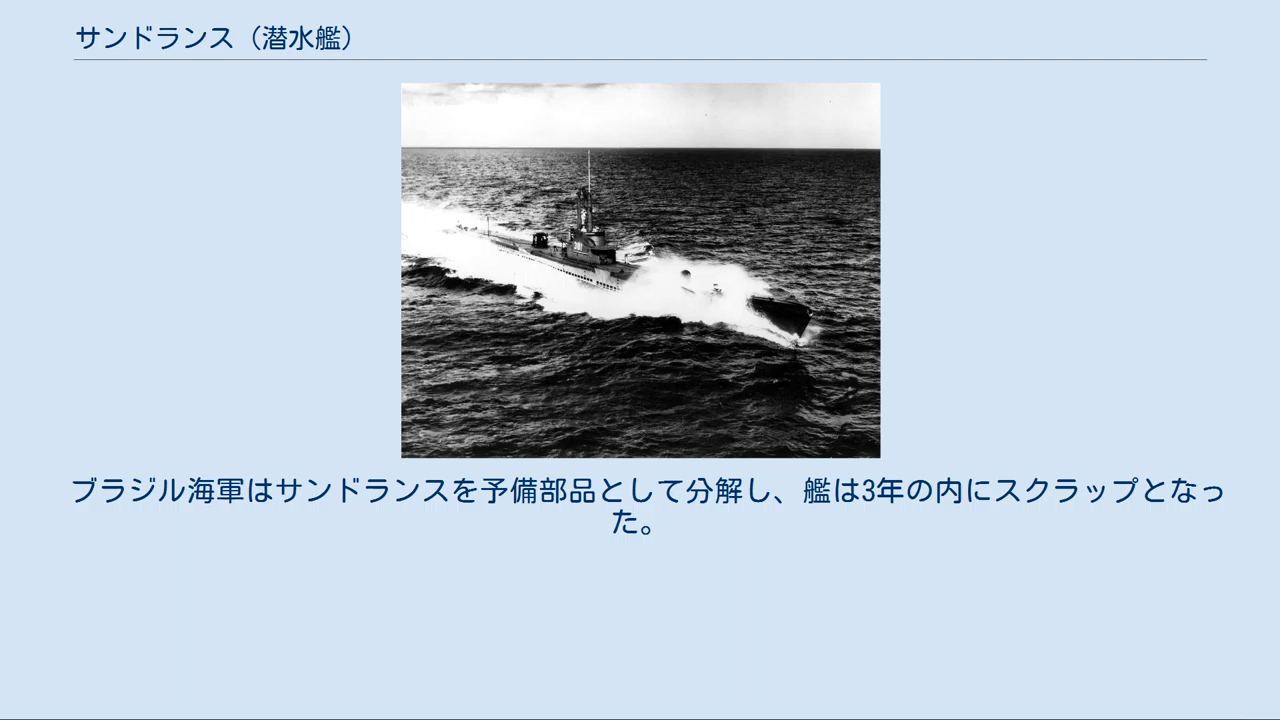 サンドランス（潜水艦）
ブラジル海軍はサンドランスを予備部品として分解し、艦は3年の内にスクラップとなっ
た。